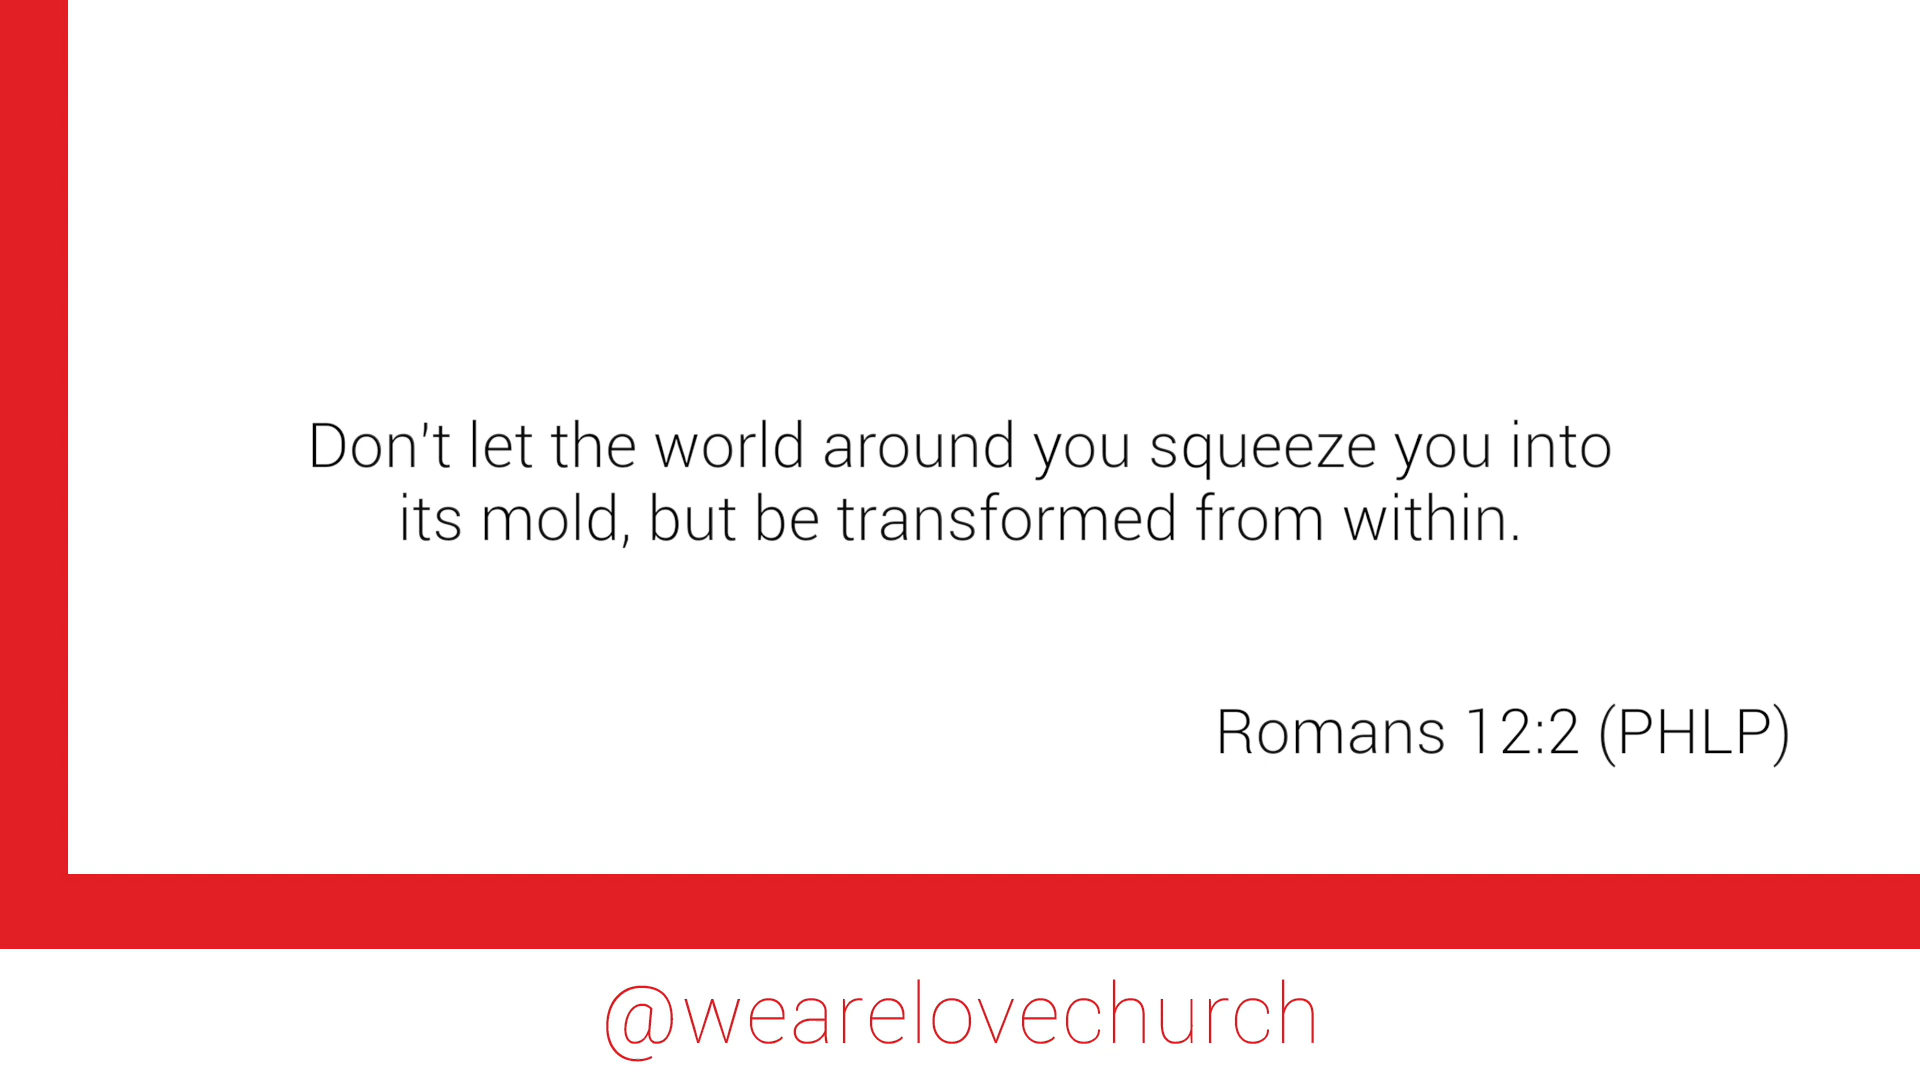 Don't let the world around you squeeze you into
its mold, but be transformed from within.
Romans 12:2 (PHLP)
@wearelovechurch